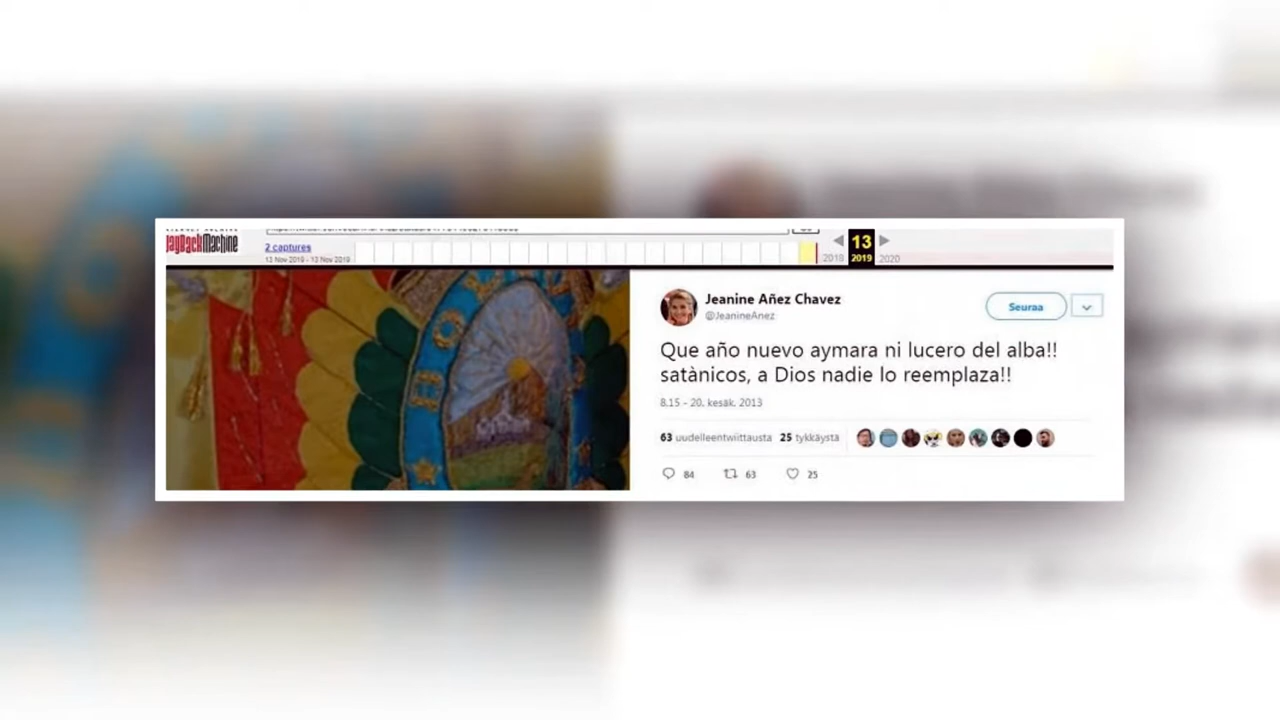 2 captures
13 Nov 2019 - 13 Nov 2019
2018 13 2019 2020
Jeanine Añez Chavez
@JeanineAnez
Seuraa
Que año nuevo aymara ni lucero del alba!!
satànicos, a Dios nadie lo reemplaza!!
8.15 - 20. kesäk. 2013
63 uudelleentwiittausta 25 tykkäystä
84 63 25